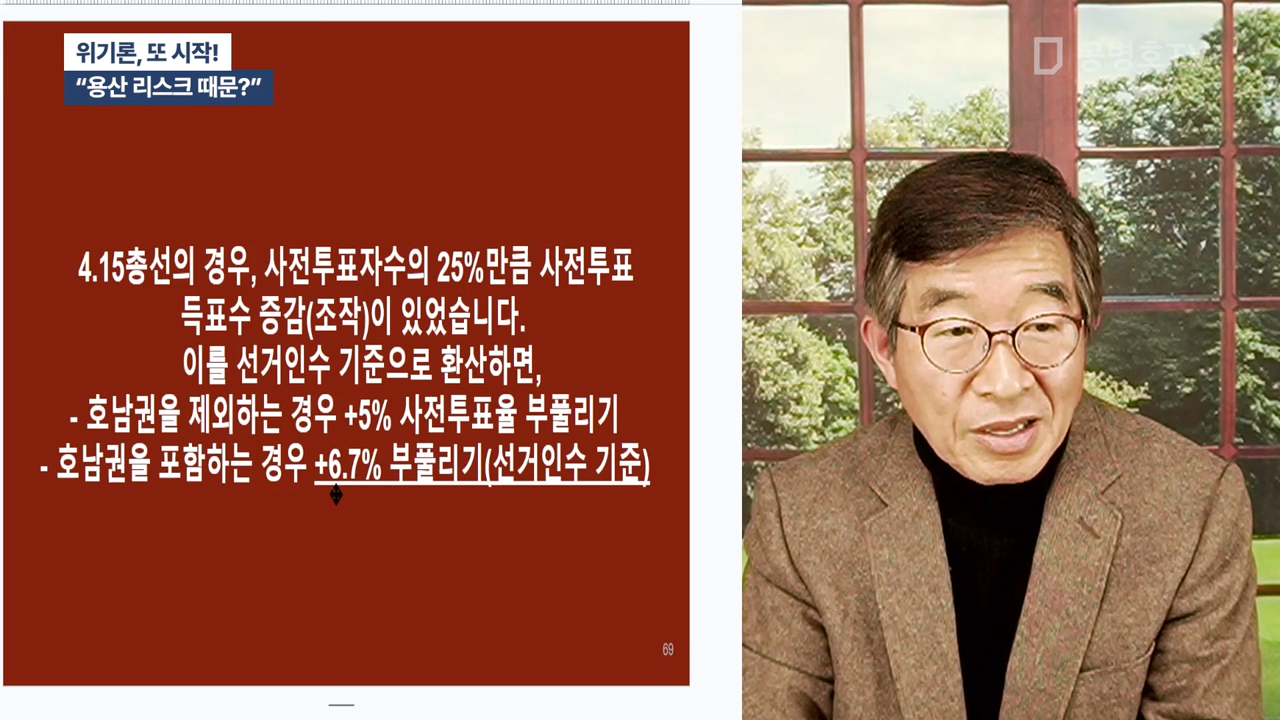 위기론, 또 시작!
“용산 리스크 때문?”
공병호TV
4.15총선의 경우, 사전투표자수의 25%만큼 사전투표
득표수 증감(조작)이 있었습니다.
이를 선거인수 기준으로 환산하면,
- 호남권을 제외하는 경우 +5% 사전투표율 부풀리기
- 호남권을 포함하는 경우 +6.7% 부풀리기(선거인수 기준)
69